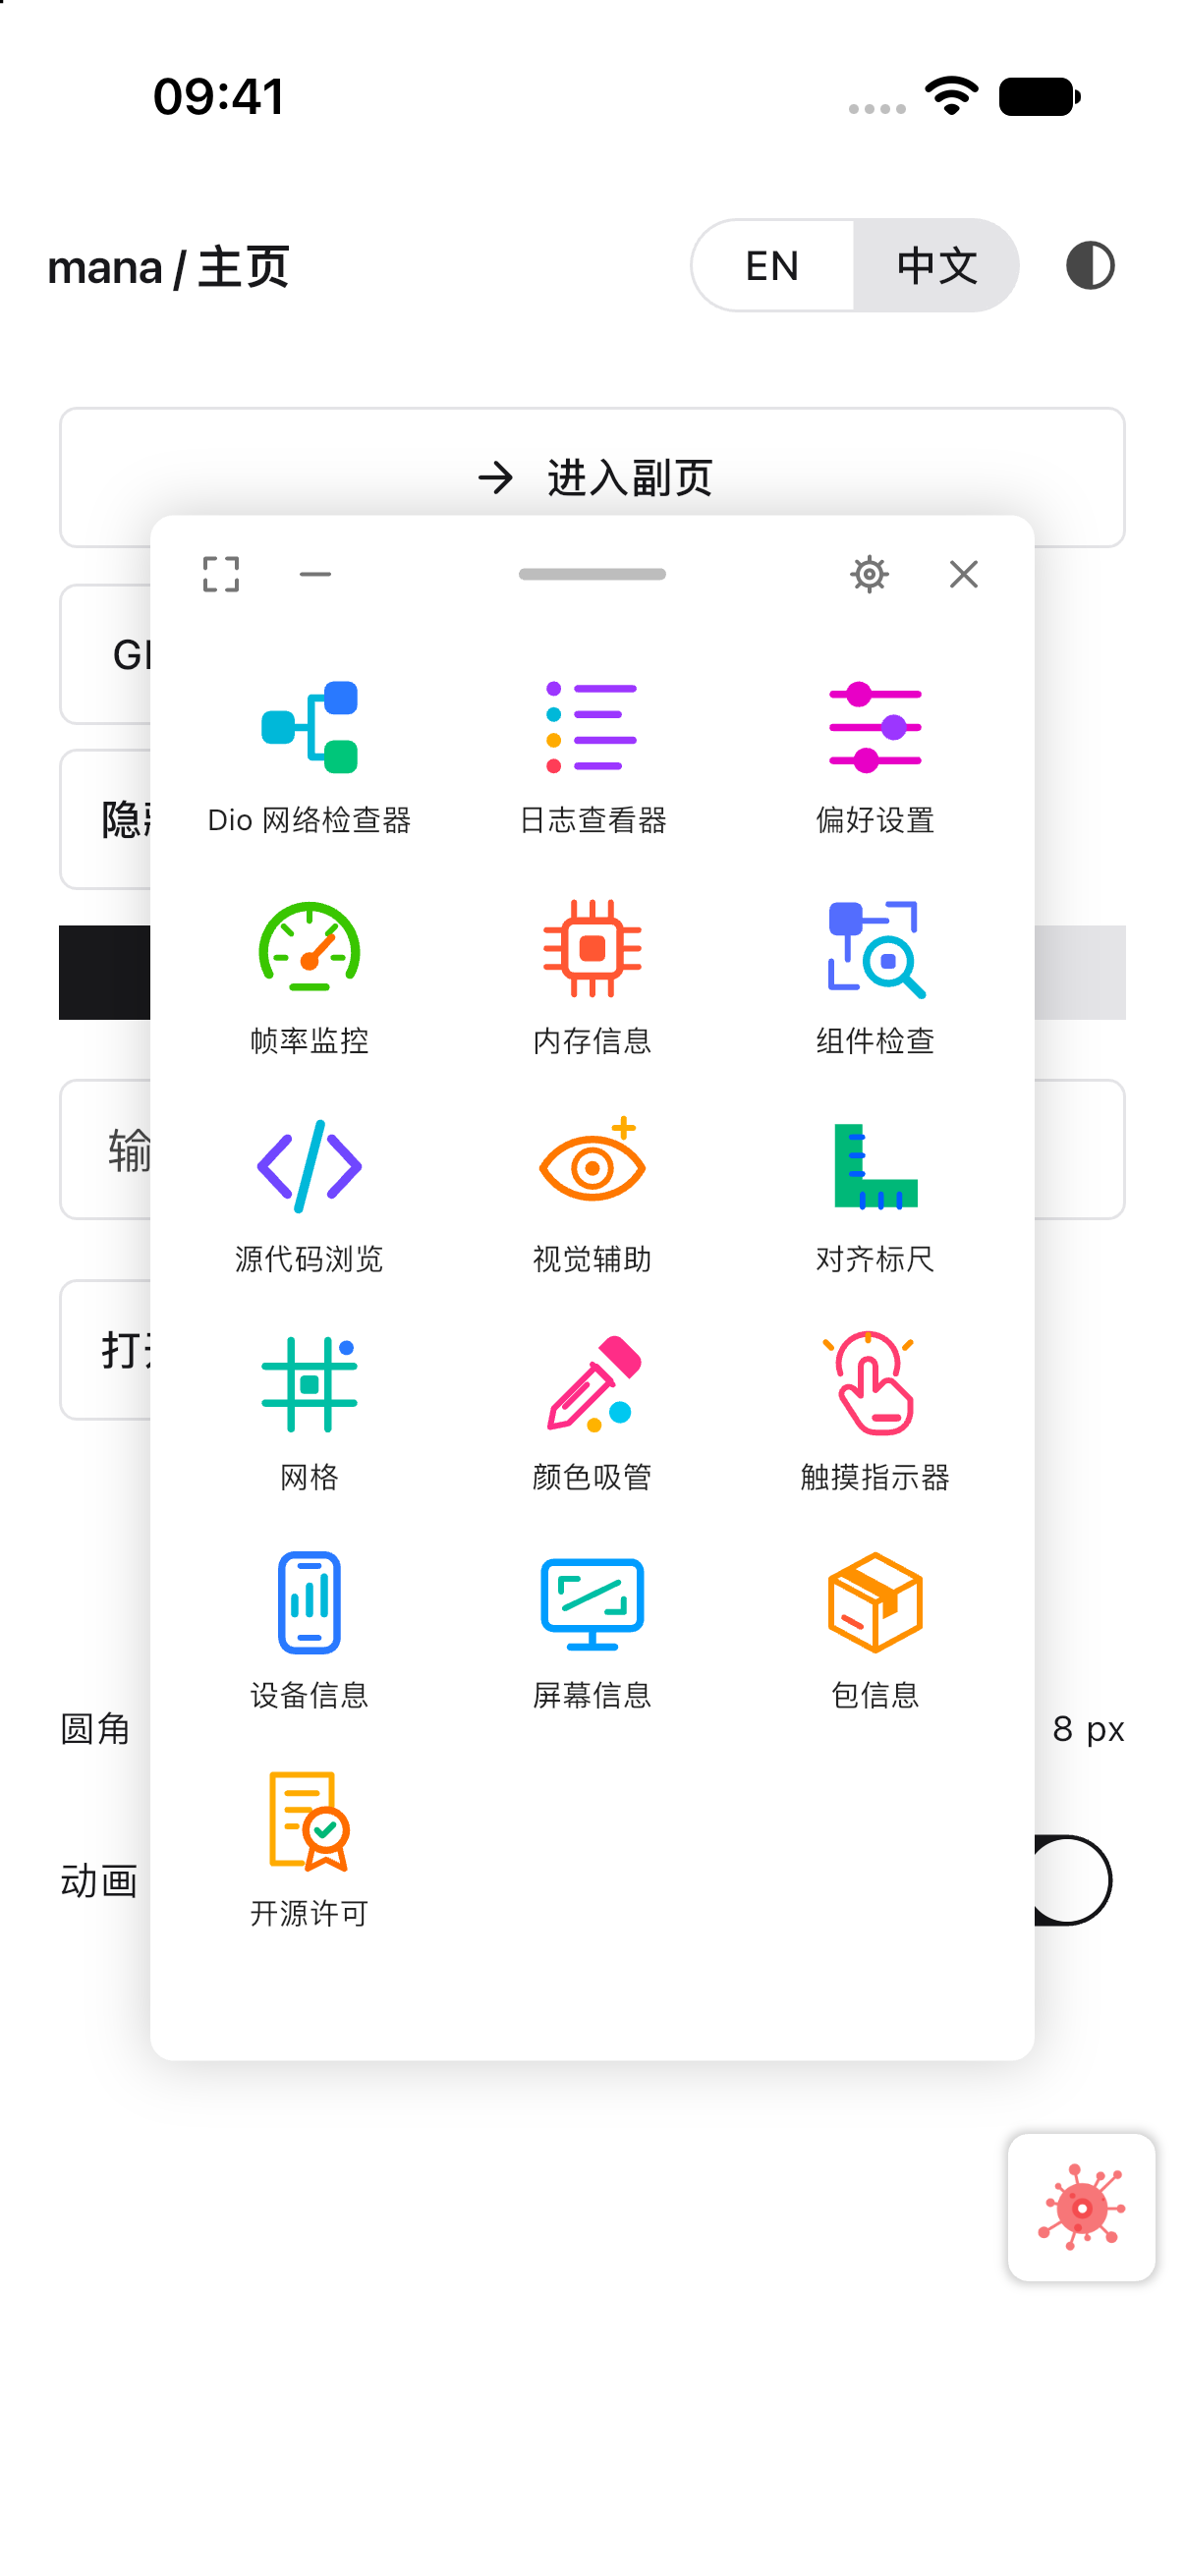 09:41
mana / 主页
EN
中文
进入副页
Dio 网络检查器
日志查看器
偏好设置
帧率监控
内存信息
组件检查
输
源代码浏览
视觉辅助
对齐标尺
网格
颜色吸管
触摸指示器
设备信息
屏幕信息
包信息
圆角
8 px
动画
开源许可